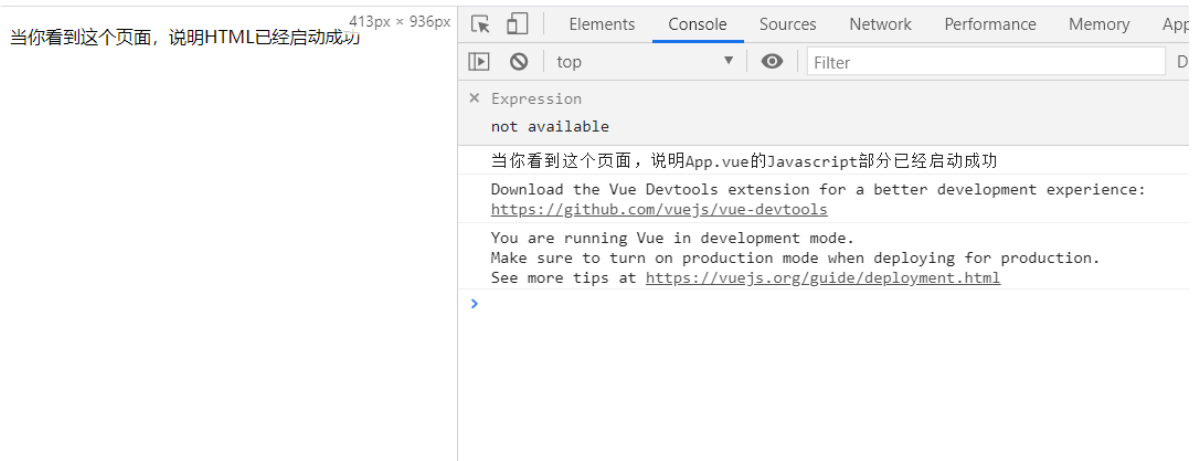 413px × 936px
当你看到这个页面，说明HTML已经启动成功
Elements Console Sources Network Performance Memory App
top ▼ Filter D
× Expression
not available
当你看到这个页面，说明App.vue的Javascript部分已经启动成功
Download the Vue Devtools extension for a better development experience:
https://github.com/vuejs/vue-devtools
You are running Vue in development mode.
Make sure to turn on production mode when deploying for production.
See more tips at https://vuejs.org/guide/deployment.html